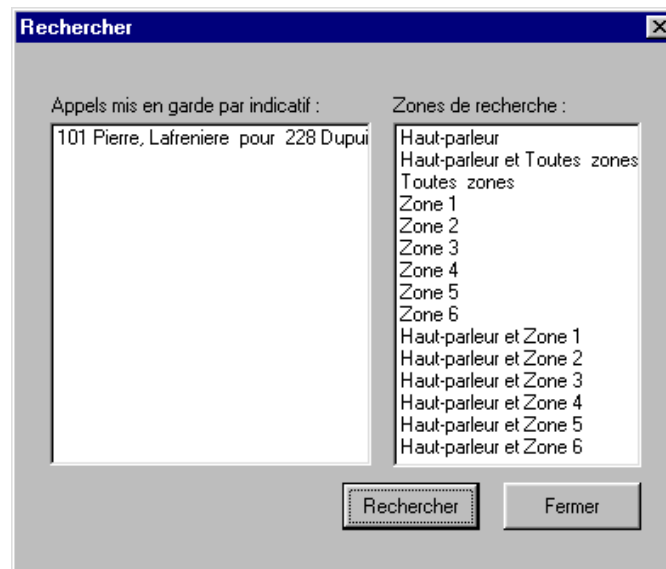 Rechercher
Appels mis en garde par indicatif :
101 Pierre, Lafreniere pour 228 Dupui
Zones de recherche :
Haut-parleur
Haut-parleur et Toutes zones
Toutes zones
Zone 1
Zone 2
Zone 3
Zone 4
Zone 5
Zone 6
Haut-parleur et Zone 1
Haut-parleur et Zone 2
Haut-parleur et Zone 3
Haut-parleur et Zone 4
Haut-parleur et Zone 5
Haut-parleur et Zone 6
Rechercher
Fermer